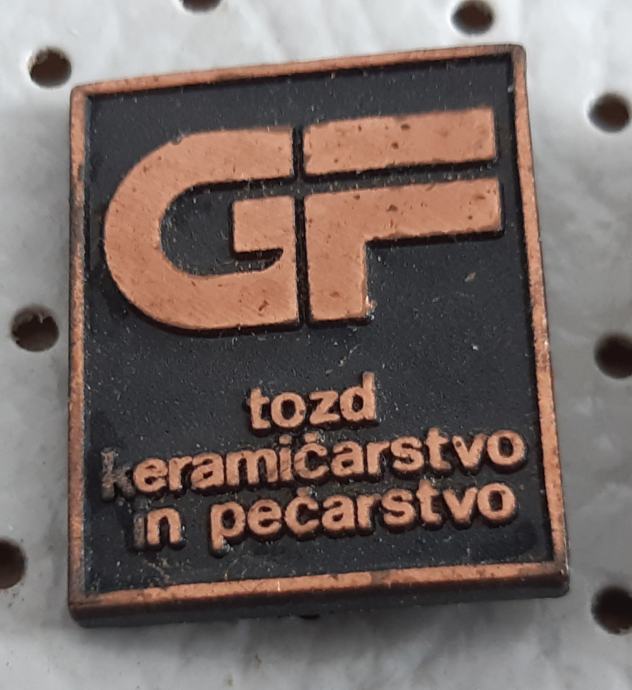 GF
tozd
keramičarstvo
in pečarstvo